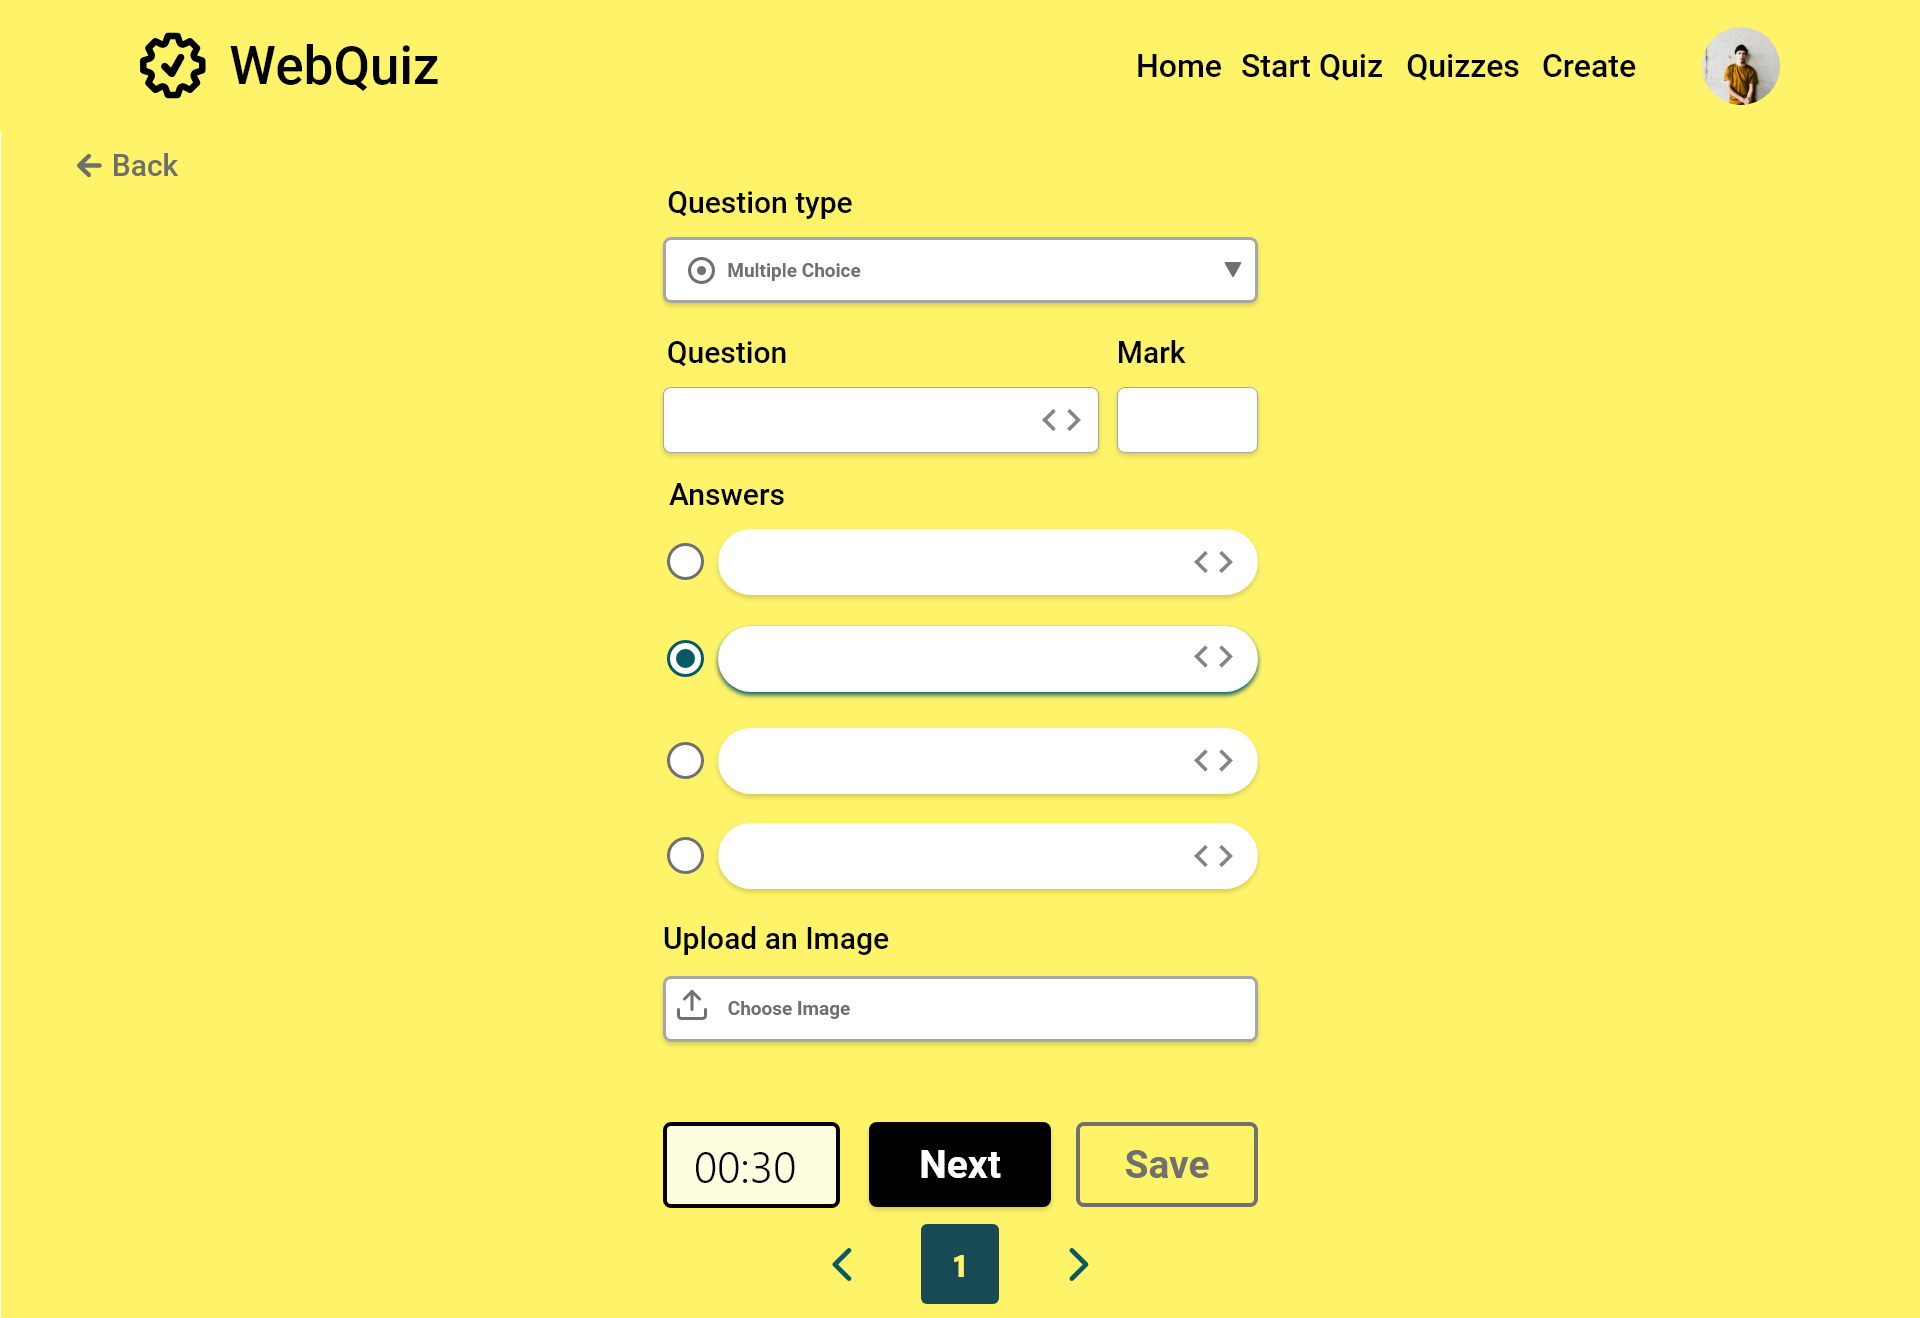 WebQuiz
Home Start Quiz Quizzes Create
Back
Question type
Multiple Choice
Question Mark
Answers
Upload an Image
Choose Image
00:30 Next Save
1